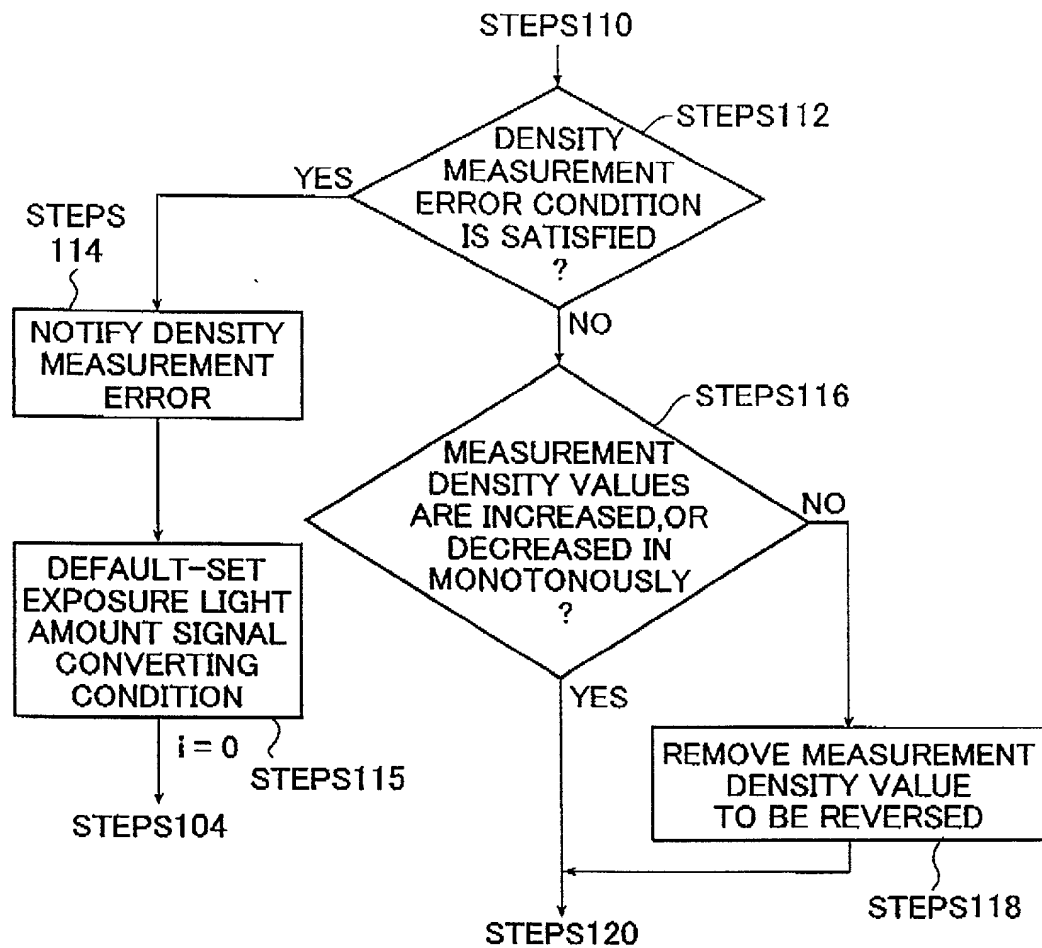 STEPS110
STEPS112
DENSITY
MEASUREMENT
ERROR CONDITION
IS SATISFIED
?
YES
NO
STEPS
114
NOTIFY DENSITY
MEASUREMENT
ERROR
STEPS116
MEASUREMENT
DENSITY VALUES
ARE INCREASED,OR
DECREASED IN
MONOTONOUSLY
?
NO
YES
DEFAULT-SET
EXPOSURE LIGHT
AMOUNT SIGNAL
CONVERTING
CONDITION
i = 0
STEPS115
STEPS104
REMOVE MEASUREMENT
DENSITY VALUE
TO BE REVERSED
STEPS118
STEPS120